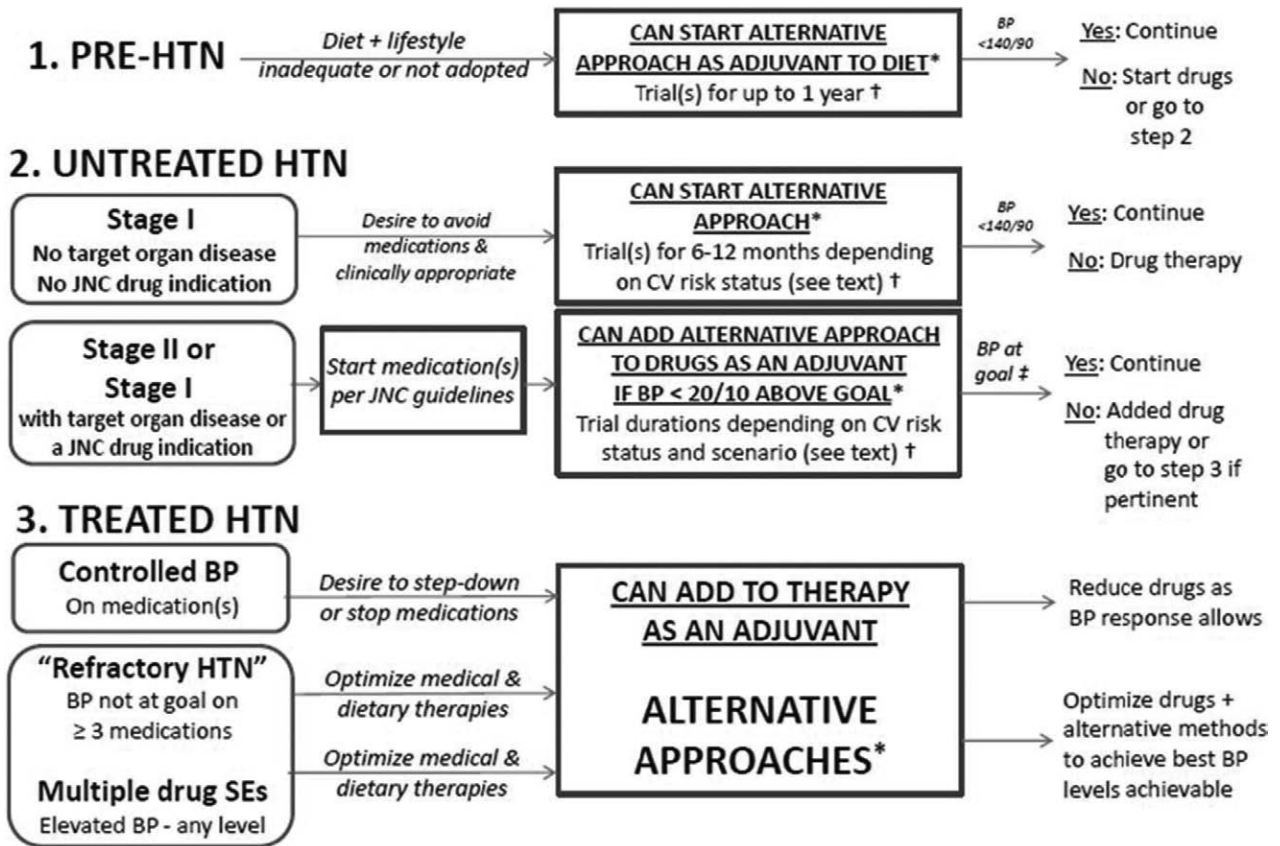 1. PRE-HTN
Diet + lifestyle
inadequate or not adopted
CAN START ALTERNATIVE
APPROACH AS ADJUVANT TO DIET*
Trial(s) for up to 1 year †
BP
<140/90
Yes: Continue
No: Start drugs
or go to
step 2
2. UNTREATED HTN
Stage I
No target organ disease
No JNC drug indication
Desire to avoid
medications &
clinically appropriate
CAN START ALTERNATIVE
APPROACH*
Trial(s) for 6-12 months depending
on CV risk status (see text) †
BP
<140/90
Yes: Continue
No: Drug therapy
Stage II or
Stage I
with target organ disease or
a JNC drug indication
Start medication(s)
per JNC guidelines
CAN ADD ALTERNATIVE APPROACH
TO DRUGS AS AN ADJUVANT
IF BP < 20/10 ABOVE GOAL*
Trial durations depending on CV risk
status and scenario (see text) †
BP at
goal ‡
Yes: Continue
No: Added drug
therapy or
go to step 3 if
pertinent
3. TREATED HTN
Controlled BP
On medication(s)
Desire to step-down
or stop medications
"Refractory HTN"
BP not at goal on
≥ 3 medications
Optimize medical &
dietary therapies
Multiple drug SEs
Elevated BP - any level
Optimize medical &
dietary therapies
CAN ADD TO THERAPY
AS AN ADJUVANT
ALTERNATIVE
APPROACHES*
Reduce drugs as
BP response allows
Optimize drugs +
alternative methods
to achieve best BP
levels achievable